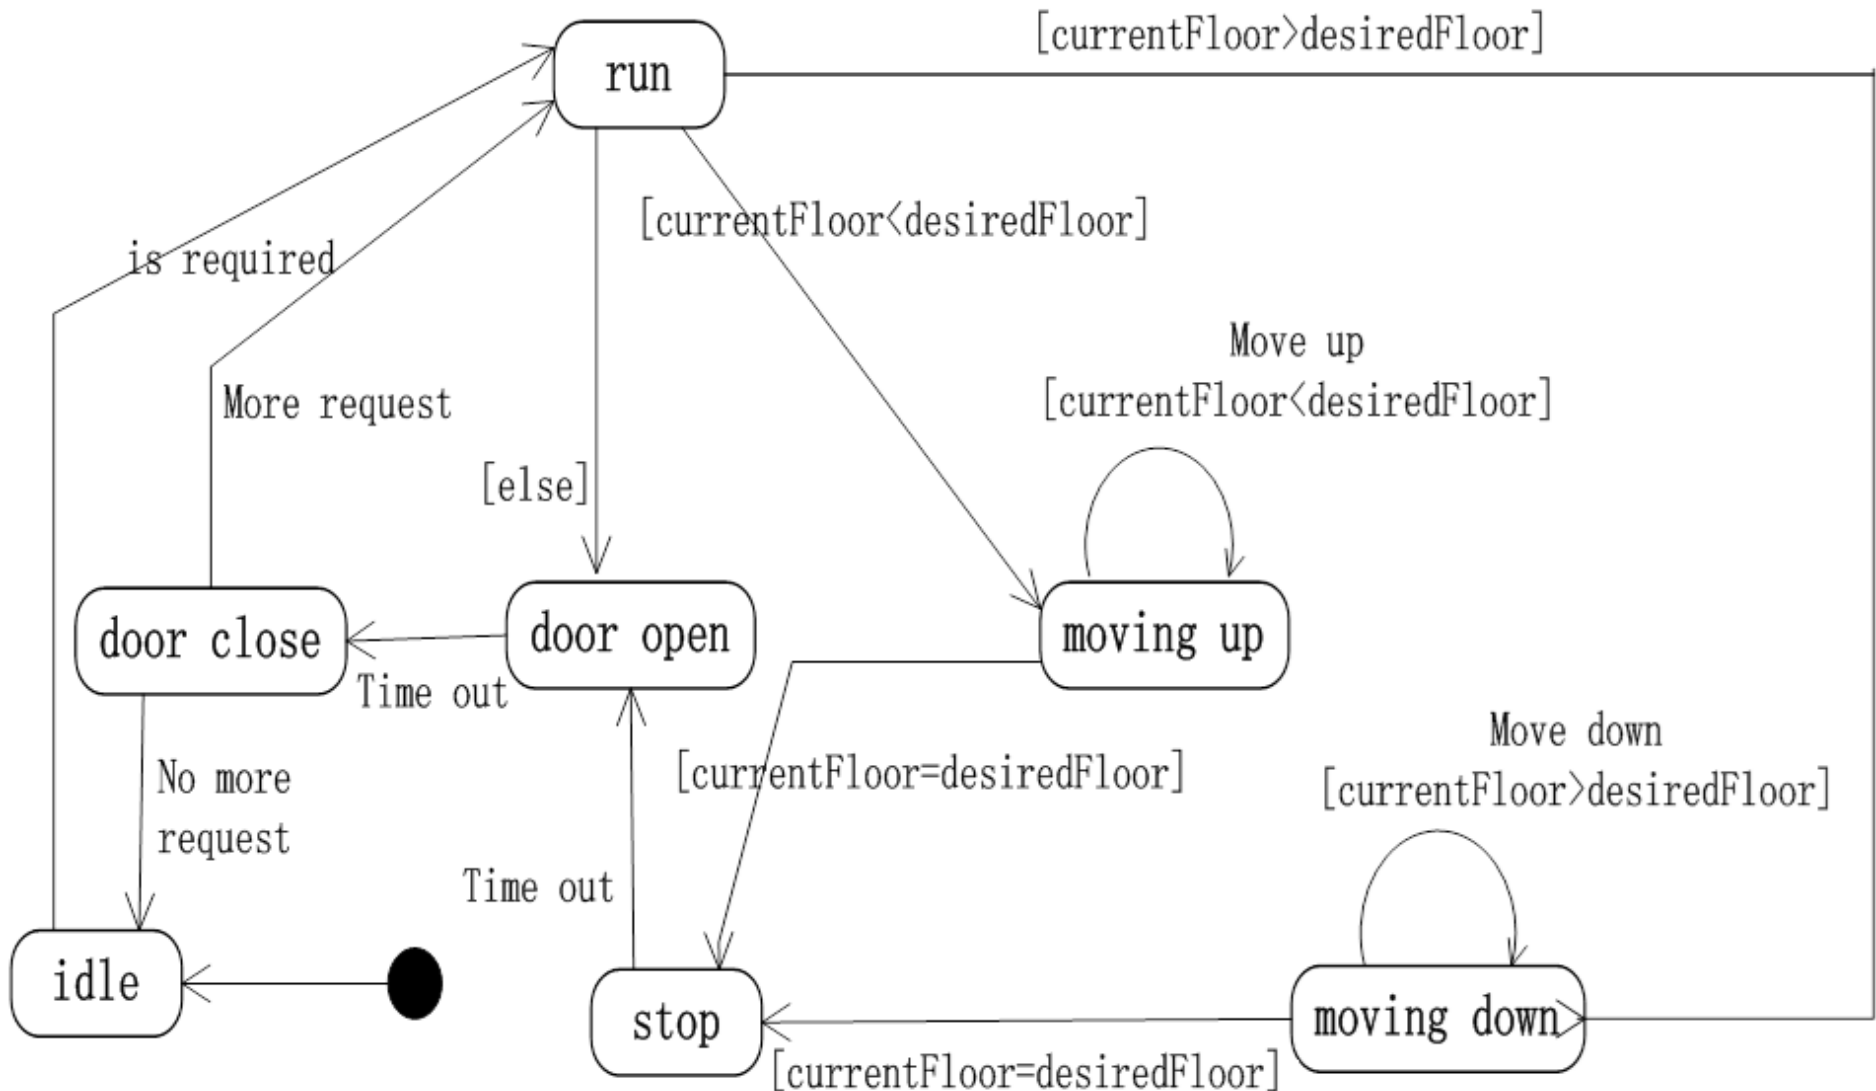 [currentFloor>desiredFloor]
run
[currentFloor<desiredFloor]
is required
Move up
[currentFloor<desiredFloor]
More request
[else]
door close
door open
moving up
Time out
Move down
[currentFloor=desiredFloor]
[currentFloor>desiredFloor]
No more
request
Time out
idle
stop
moving down
[currentFloor=desiredFloor]